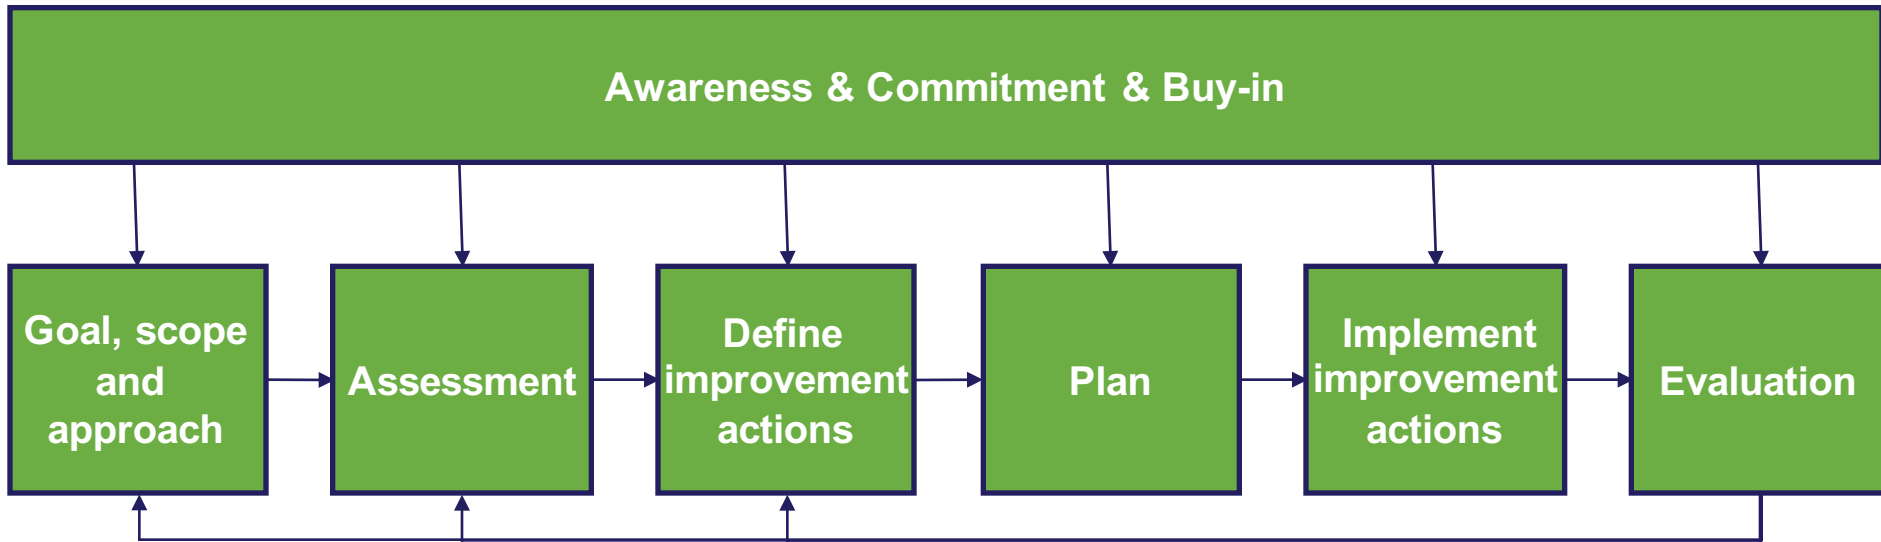 Awareness & Commitment & Buy-in
Goal, scope
and
approach
Assessment
Define
improvement
actions
Plan
Implement
improvement
actions
Evaluation